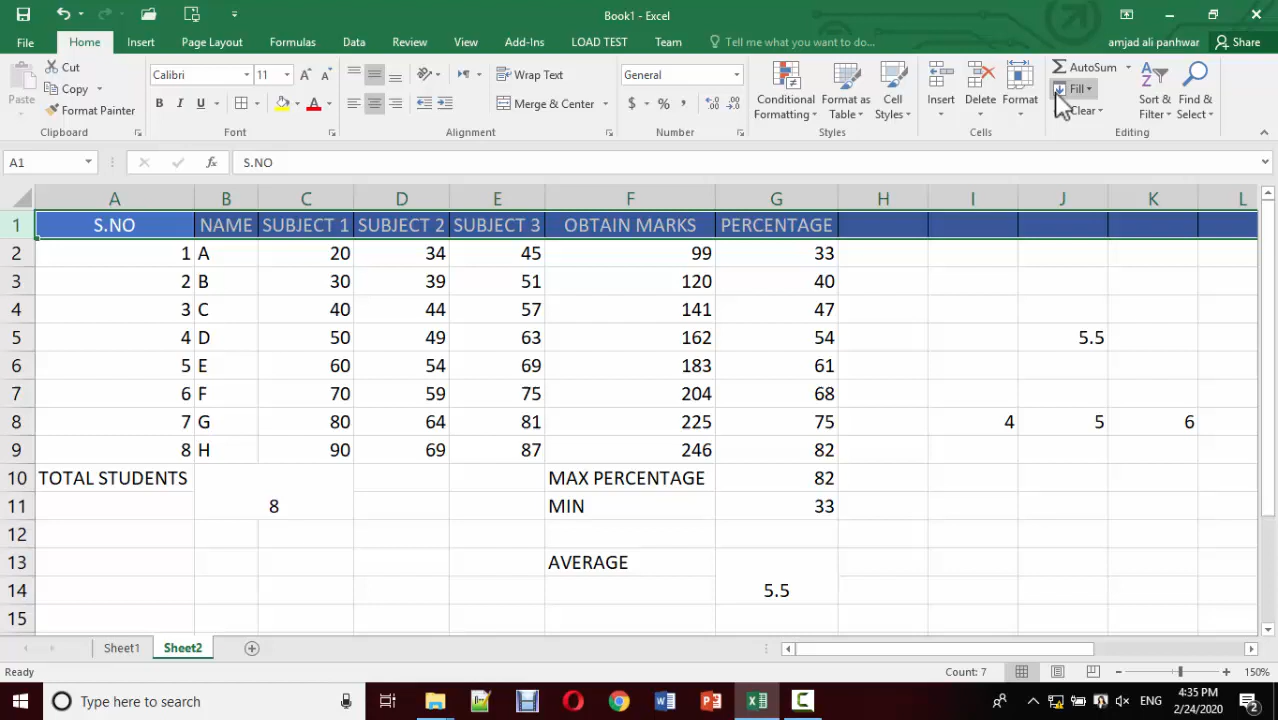 Book1 - Excel
File Home Insert Page Layout Formulas Data Review View Add-Ins LOAD TEST Team Tell me what you want to do... amjad ali panhwar Share
Paste Cut Copy Format Painter Clipboard
Calibri 11 B I U A A A Font
Wrap Text Merge & Center Alignment
General $ % , Number
Conditional Formatting Format as Table Cell Styles Styles
Insert Delete Format Cells
AutoSum Fill Clear Sort & Filter Find & Select Editing
A1 fx S.NO
A B C D E F G H I J K L
1 S.NO NAME SUBJECT 1 SUBJECT 2 SUBJECT 3 OBTAIN MARKS PERCENTAGE
2 1 A 20 34 45 99 33
3 2 B 30 39 51 120 40
4 3 C 40 44 57 141 47
5 4 D 50 49 63 162 54 5.5
6 5 E 60 54 69 183 61
7 6 F 70 59 75 204 68
8 7 G 80 64 81 225 75 4 5 6
9 8 H 90 69 87 246 82
10 TOTAL STUDENTS MAX PERCENTAGE 82
11 8 MIN 33
12
13 AVERAGE
14 5.5
15
Sheet1 Sheet2
Ready Count: 7 150%
Type here to search ENG 4:35 PM
2/24/2020 2